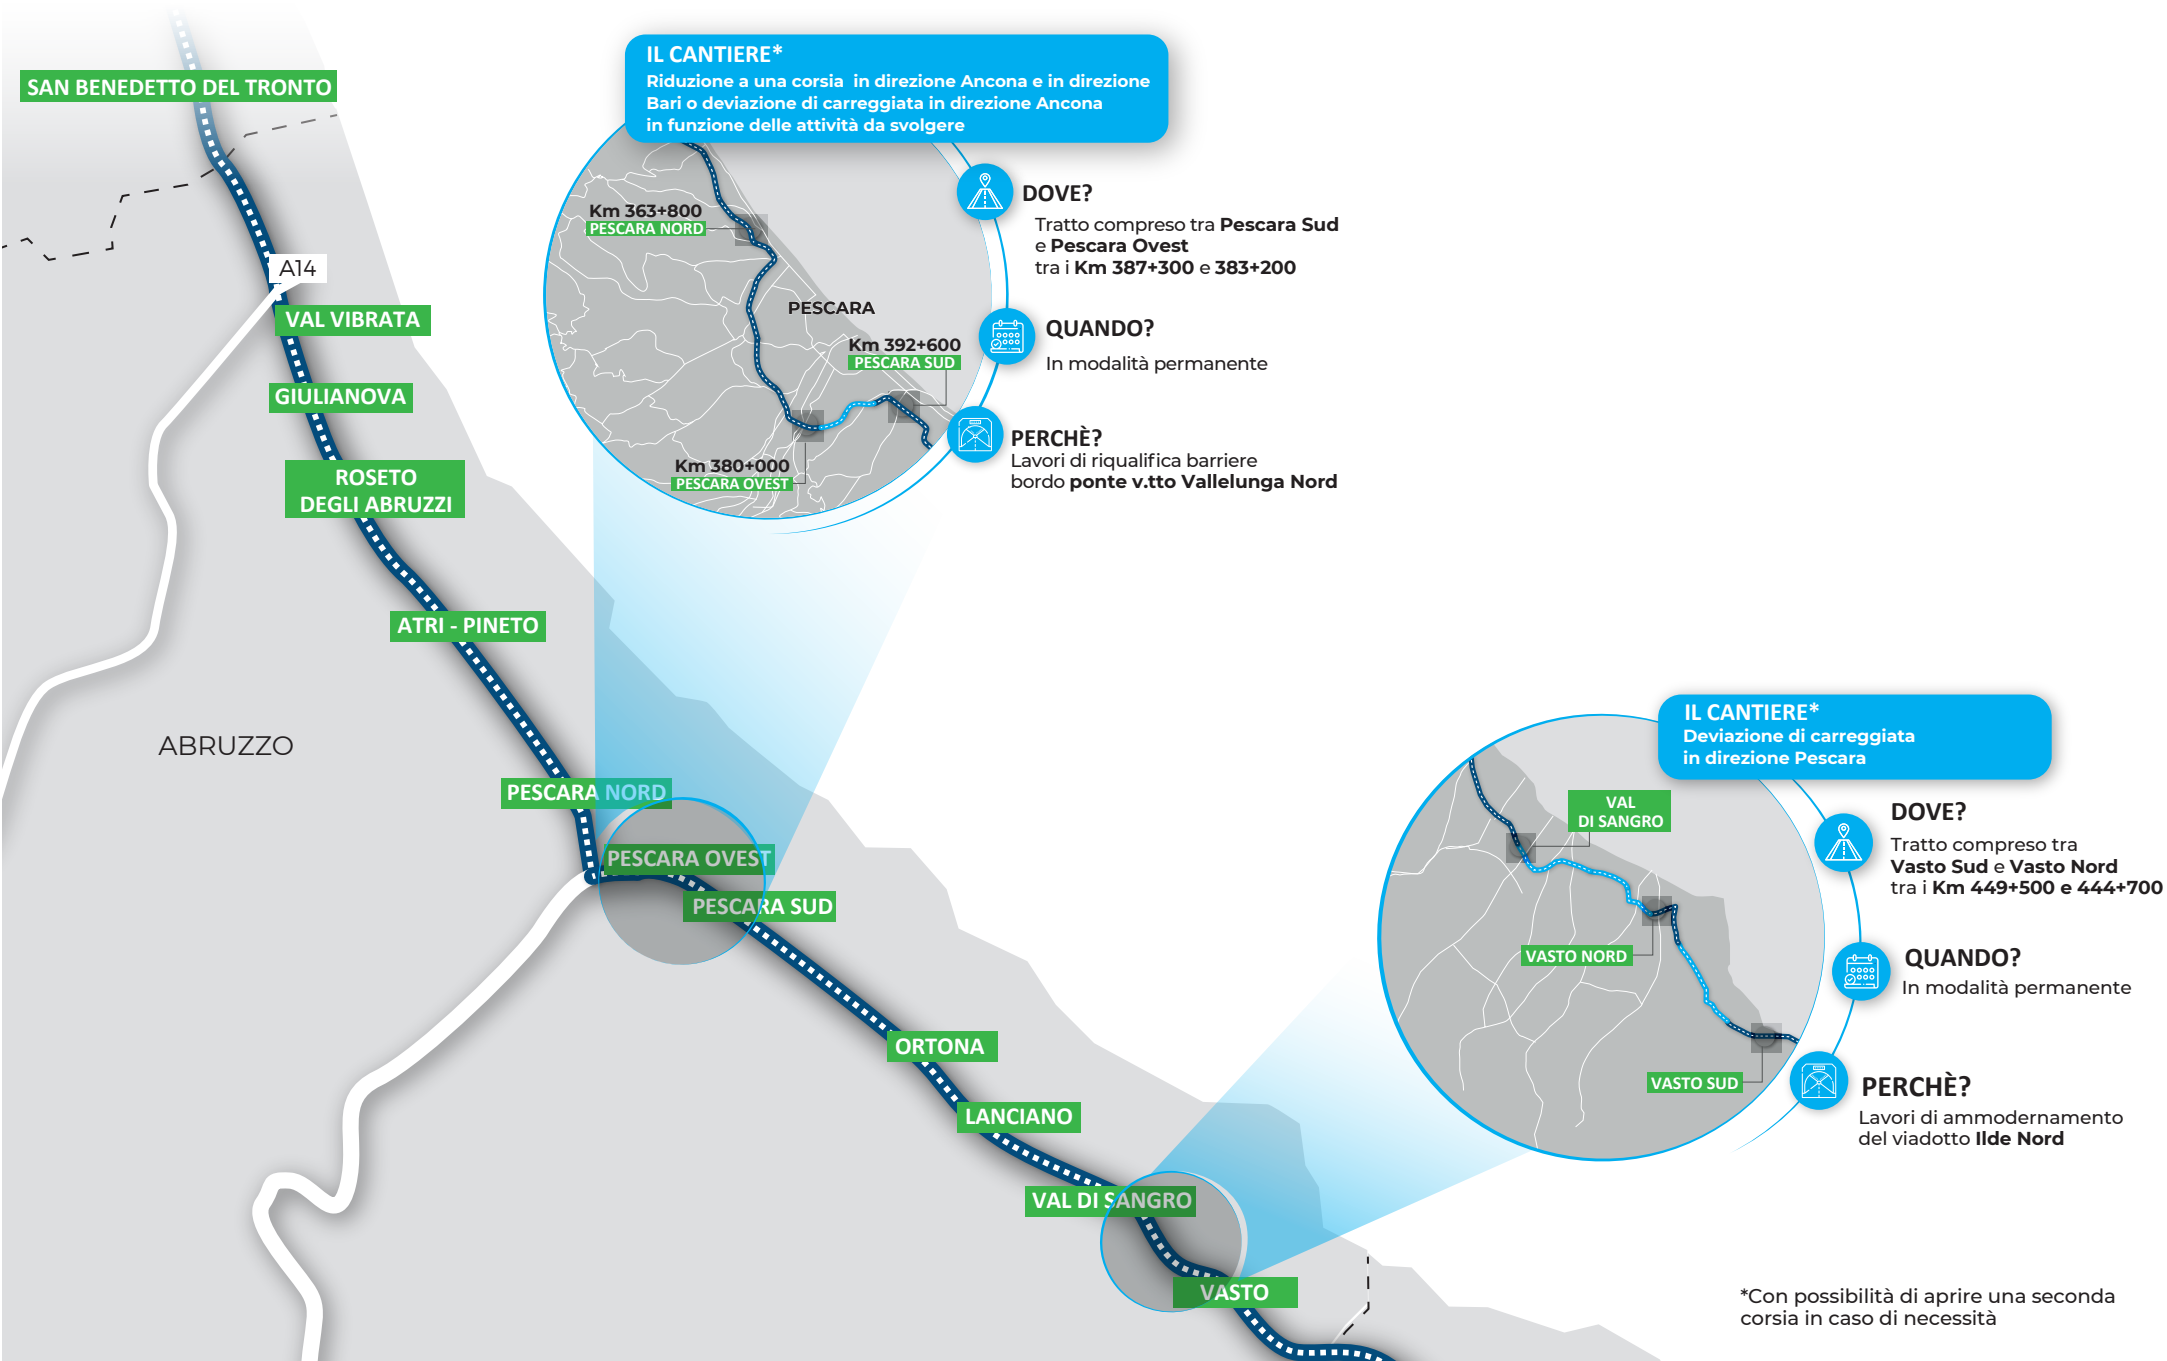 SAN BENEDETTO DEL TRONTO
A14
VAL VIBRATA
GIULIANOVA
ROSETO
DEGLI ABRUZZI
ATRI - PINETO
ABRUZZO
PESCARA NORD
PESCARA OVEST
PESCARA SUD
ORTONA
LANCIANO
VAL DI SANGRO
VASTO
IL CANTIERE*
Riduzione a una corsia in direzione Ancona e in direzione
Bari o deviazione di carreggiata in direzione Ancona
in funzione delle attività da svolgere
Km 363+800
PESCARA NORD
PESCARA
Km 392+600
PESCARA SUD
Km 380+000
PESCARA OVEST
DOVE?
Tratto compreso tra Pescara Sud
e Pescara Ovest
tra i Km 387+300 e 383+200
QUANDO?
In modalità permanente
PERCHÈ?
Lavori di riqualifica barriere
bordo ponte v.tto Vallelunga Nord
IL CANTIERE*
Deviazione di carreggiata
in direzione Pescara
VAL
DI SANGRO
VASTO NORD
VASTO SUD
DOVE?
Tratto compreso tra
Vasto Sud e Vasto Nord
tra i Km 449+500 e 444+700
QUANDO?
In modalità permanente
PERCHÈ?
Lavori di ammodernamento
del viadotto Ilde Nord
*Con possibilità di aprire una seconda
corsia in caso di necessità